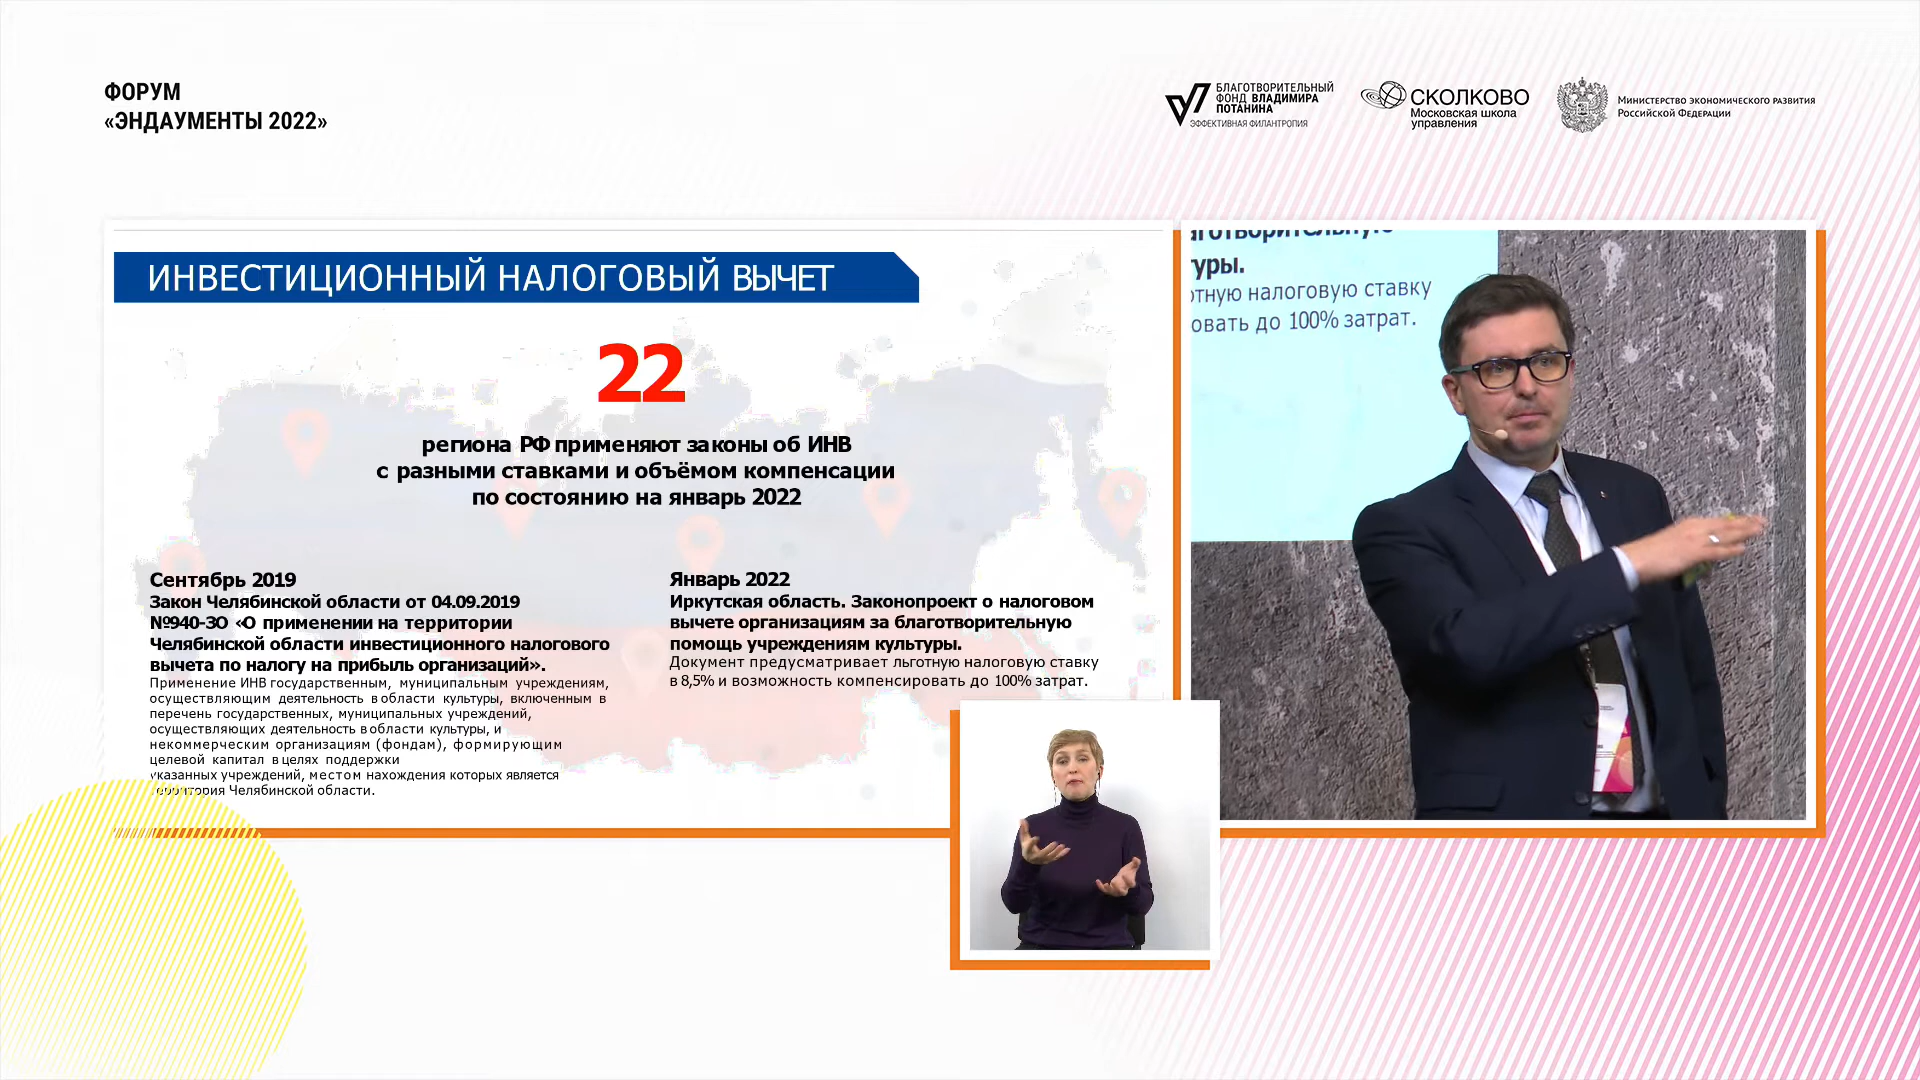 ФОРУМ
«ЭНДАУМЕНТЫ 2022»
БЛАГОТВОРИТЕЛЬНЫЙ
ФОНД ВЛАДИМИРА
ПОТАНИНА
ЭФФЕКТИВНАЯ ФИЛАНТРОПИЯ
СКОЛКОВО
Московская школа
управления
Министерство экономического развития
Российской Федерации
ИНВЕСТИЦИОННЫЙ НАЛОГОВЫЙ ВЫЧЕТ
22
региона РФ применяют законы об ИНВ
с разными ставками и объёмом компенсации
по состоянию на январь 2022
Сентябрь 2019
Закон Челябинской области от 04.09.2019
№940-ЗО «О применении на территории
Челябинской области инвестиционного налогового
вычета по налогу на прибыль организаций».
Применение ИНВ государственным, муниципальным учреждениям,
осуществляющим деятельность в области культуры, включенным в
перечень государственных, муниципальных учреждений,
осуществляющих деятельность в области культуры, и
некоммерческим организациям (фондам), формирующим
целевой капитал в целях поддержки
указанных учреждений, местом нахождения которых является
территория Челябинской области.
Январь 2022
Иркутская область. Законопроект о налоговом
вычете организациям за благотворительную
помощь учреждениям культуры.
Документ предусматривает льготную налоговую ставку
в 8,5% и возможность компенсировать до 100% затрат.
аготворительную
туры.
отную налоговую ставку
овать до 100% затрат.